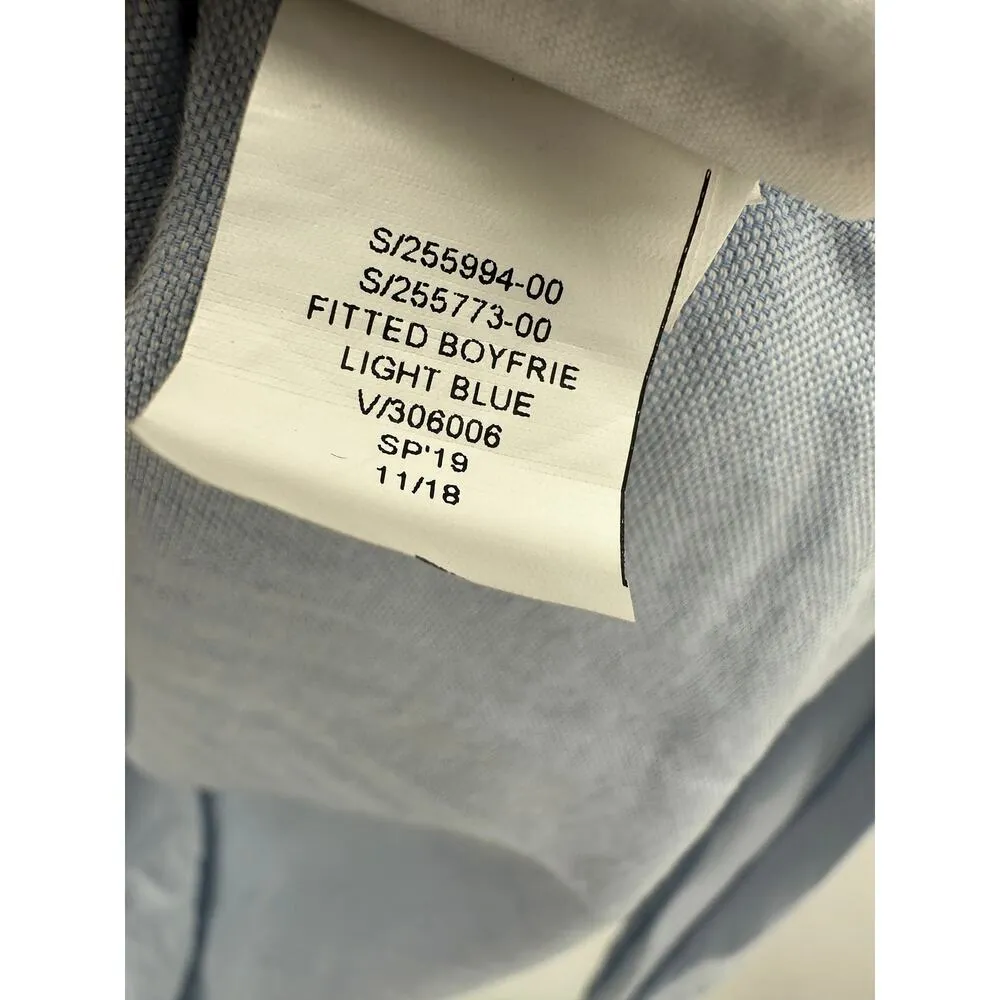 S/255994-00
S/255773-00
FITTED BOYFRIE
LIGHT BLUE
V/306006
SP'19
11/18